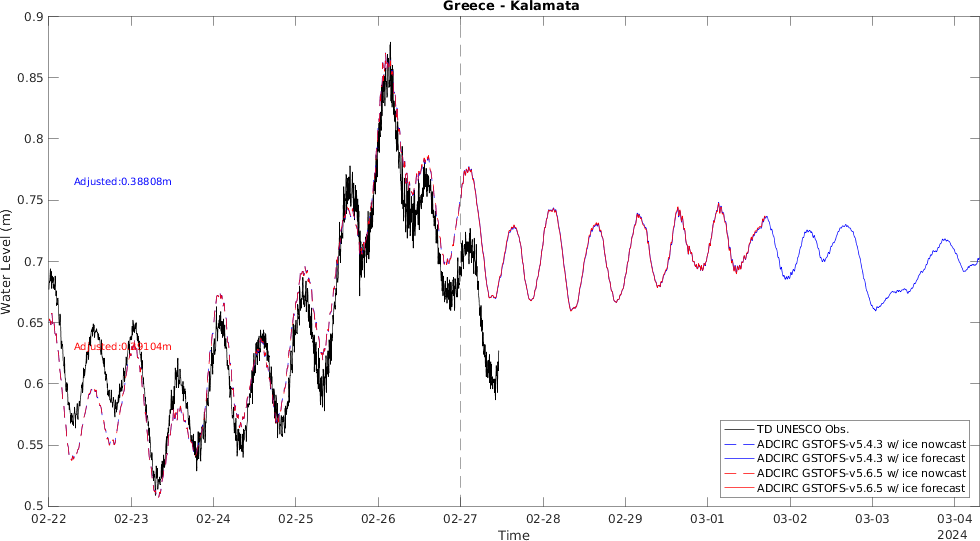 Greece - Kalamata
Water Level (m)
0.9
0.85
0.8
0.75
0.7
0.65
0.6
0.55
0.5
Adjusted:0.38808m
02-22
02-23
02-24
02-25
02-26
02-27
02-28
02-29
03-01
03-02
03-03
03-04
Time
2024
TD UNESCO Obs.
ADCIRC GSTOFS-v5.4.3 w/ ice nowcast
ADCIRC GSTOFS-v5.4.3 w/ ice forecast
ADCIRC GSTOFS-v5.6.5 w/ ice nowcast
ADCIRC GSTOFS-v5.6.5 w/ ice forecast